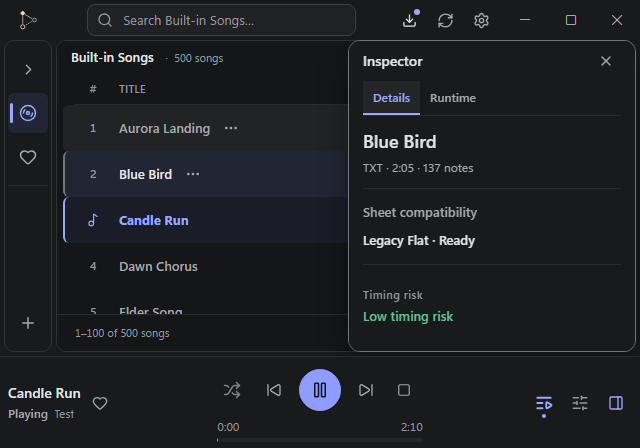 Search Built-in Songs...
Built-in Songs · 500 songs
# TITLE
1 Aurora Landing ···
2 Blue Bird ···
Candle Run
4 Dawn Chorus
5 Elder Song
1–100 of 500 songs
Inspector
Details Runtime
Blue Bird
TXT · 2:05 · 137 notes
Sheet compatibility
Legacy Flat · Ready
Timing risk
Low timing risk
Candle Run
Playing Test
0:00 2:10